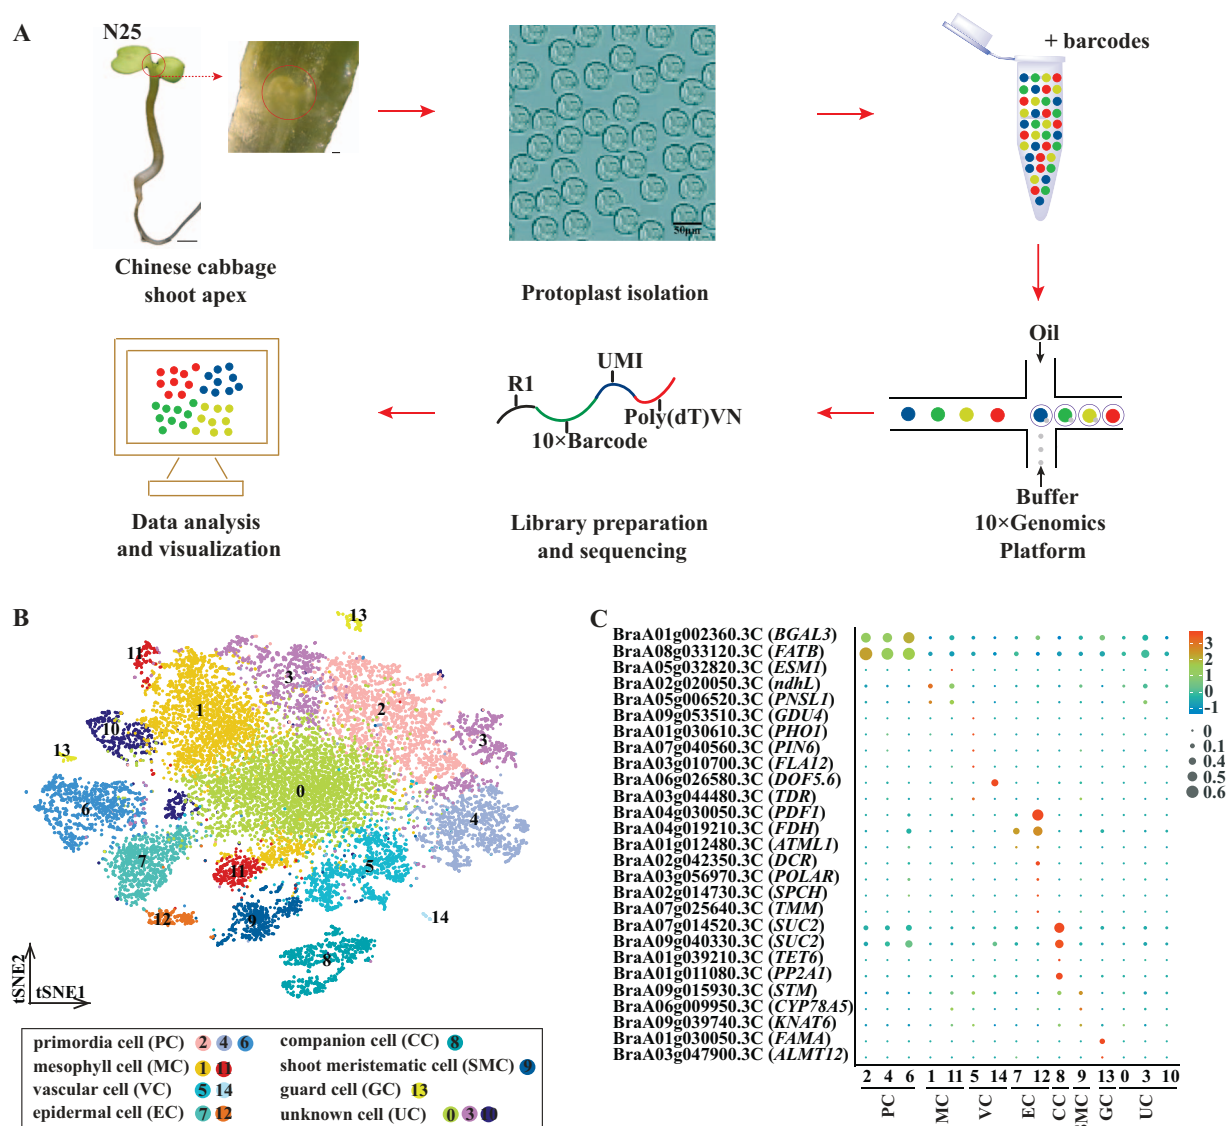 A
N25
+ barcodes
50μm
Chinese cabbage
shoot apex
Protoplast isolation
Oil
UMI
R1
Poly(dT)VN
10×Barcode
Buffer
10×Genomics
Platform
Library preparation
and sequencing
Data analysis
and visualization
B
13
11
3
1
2
10
3
13
0
6
4
7
5
11
12
9
14
8
tSNE2
tSNE1
primordia cell (PC) 2 4 6
companion cell (CC) 8
mesophyll cell (MC) 1 11
shoot meristematic cell (SMC) 9
vascular cell (VC) 5 14
guard cell (GC) 13
epidermal cell (EC) 7 12
unknown cell (UC) 0 3 10
C
BraA01g002360.3C (BGAL3)
BraA08g033120.3C (FATB)
BraA05g032820.3C (ESM1)
BraA02g020050.3C (ndhL)
BraA05g006520.3C (PNSL1)
BraA09g053510.3C (GDU4)
BraA01g030610.3C (PHO1)
BraA07g040560.3C (PIN6)
BraA03g010700.3C (FLA12)
BraA06g026580.3C (DOF5.6)
BraA03g044480.3C (TDR)
BraA04g030050.3C (PDF1)
BraA04g019210.3C (FDH)
BraA01g012480.3C (ATML1)
BraA02g042350.3C (DCR)
BraA03g056970.3C (POLAR)
BraA02g014730.3C (SPCH)
BraA07g025640.3C (TMM)
BraA07g014520.3C (SUC2)
BraA09g040330.3C (SUC2)
BraA01g039210.3C (TET6)
BraA01g011080.3C (PP2A1)
BraA09g015930.3C (STM)
BraA06g009950.3C (CYP78A5)
BraA09g039740.3C (KNAT6)
BraA01g030050.3C (FAMA)
BraA03g047900.3C (ALMT12)
2 4 6 1 11 5 14 7 12 8 9 13 0 3 10
PC MC VC EC CC SMC GC UC
3
2
1
0
-1
0
0.1
0.4
0.5
0.6